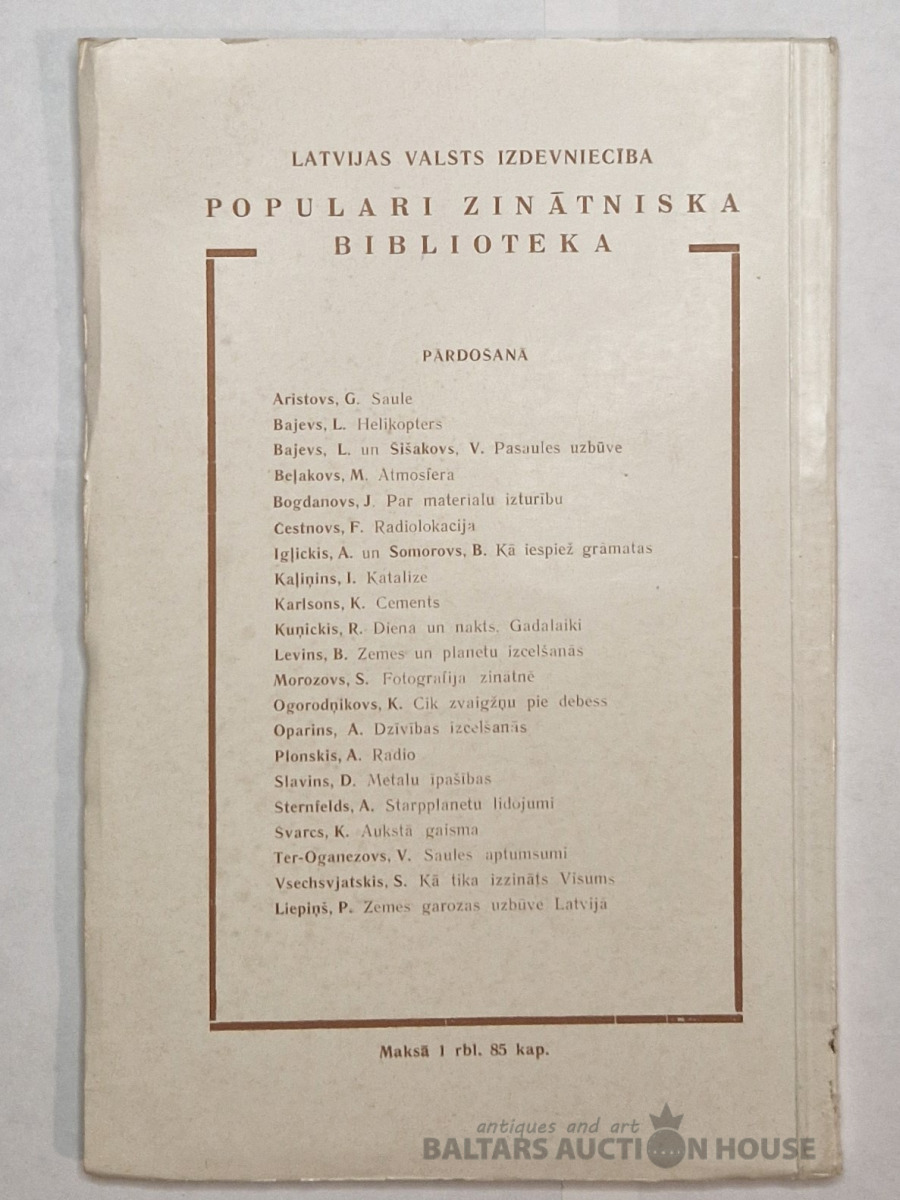 LATVIJAS VALSTS IZDEVNIECĪBA
POPULARI ZINĀTNISKA
BIBLIOTEKA
PĀRDOŠANĀ
Aristovs, G. Saule
Bajevs, L. Helikopters
Bajevs, L. un Šišakovs, V. Pasaules uzbūve
Beļakovs, M. Atmosfera
Bogdanovs, J. Par materialu izturību
Čestnovs, F. Radiolokacija
Igļickis, A. un Somorovs, B. Kā iespiež grāmatas
Kaļiņins, I. Katalize
Karlsons, K. Cements
Kuņickis, R. Diena un nakts. Gadalaiki
Levins, B. Zemes un planetu izcelšanās
Morozovs, S. Fotografija zinātnē
Ogorodņikovs, K. Cik zvaigžņu pie debess
Oparins, A. Dzīvības izcelšanās
Plonskis, A. Radio
Slavins, D. Metalu īpašības
Šternfelds, A. Starpplanetu lidojumi
Švarcs, K. Aukstā gaisma
Ter-Oganezovs, V. Saules aptumsumi
Vsechsvjatskis, S. Kā tika izzināts Visums
Liepiņš, P. Zemes garozas uzbūve Latvijā
Maksā 1 rbl. 85 kap.
antiques and art
BALTARS AUCTION HOUSE